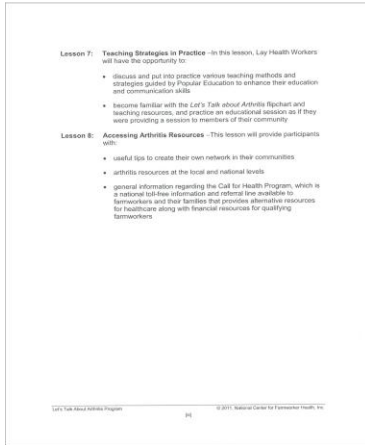 Lesson 7: Teaching Strategies in Practice –In this lesson, Lay Health Workers
will have the opportunity to:
• discuss and put into practice various teaching methods and
strategies guided by Popular Education to enhance their education
and communication skills
• become familiar with the Let's Talk about Arthritis flipchart and
teaching resources, and practice an educational session as if they
were providing a session to members of their community
Lesson 8: Accessing Arthritis Resources –This lesson will provide participants
with:
• useful tips to create their own network in their communities
• arthritis resources at the local and national levels
• general information regarding the Call for Health Program, which is
a national toll-free information and referral line available to
farmworkers and their families that provides alternative resources
for healthcare along with financial resources for qualifying
farmworkers
Let's Talk About Arthritis Program © 2011, National Center for Farmworker Health, Inc.